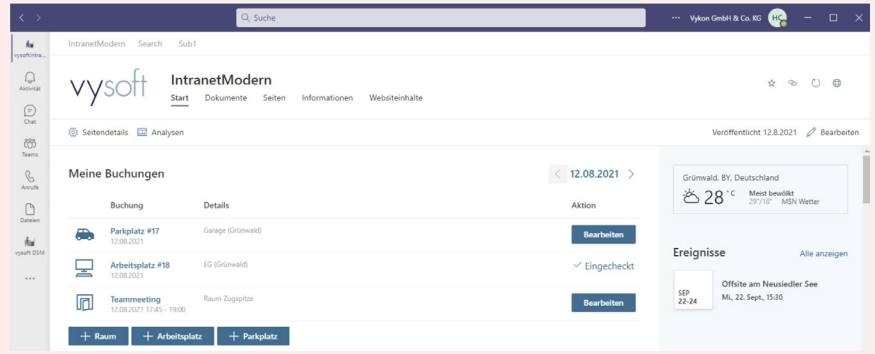 Suche
Vykon GmbH & Co. KG
HC
vysoftintra...
Aktivität
Chat
Teams
Anrufe
Dateien
vysoft DSM
IntranetModern Search Sub1
vysoft
IntranetModern
Start Dokumente Seiten Informationen Websiteinhalte
Seitendetails Analysen
Veröffentlicht 12.8.2021 Bearbeiten
Meine Buchungen
12.08.2021
Buchung Details Aktion
Parkplatz #17 Garage (Grünwald) Bearbeiten
12.08.2021
Arbeitsplatz #18 EG (Grünwald) Eingecheckt
12.08.2021
Teammeeting Raum Zugspitze Bearbeiten
12.08.2021 17:45 - 19:00
+ Raum + Arbeitsplatz + Parkplatz
Grünwald, BY, Deutschland
28 °C Meist bewölkt
29°/18° MSN Wetter
Ereignisse Alle anzeigen
Offsite am Neusiedler See
SEP
22-24
Mi., 22. Sept., 15:30